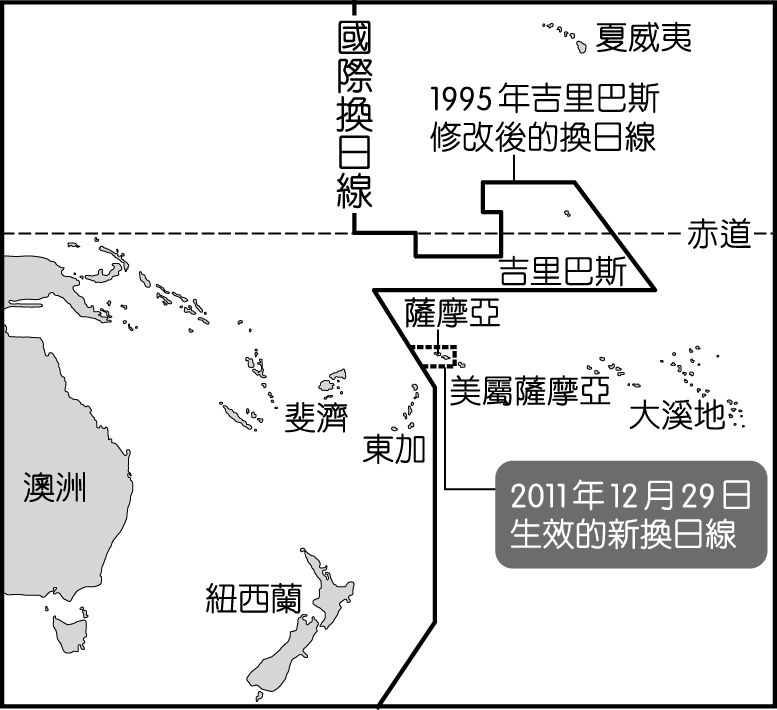 國際換日線
夏威夷
1995年吉里巴斯
修改後的換日線
赤道
吉里巴斯
薩摩亞
美屬薩摩亞
大溪地
斐濟
東加
澳洲
2011年12月29日
生效的新換日線
紐西蘭